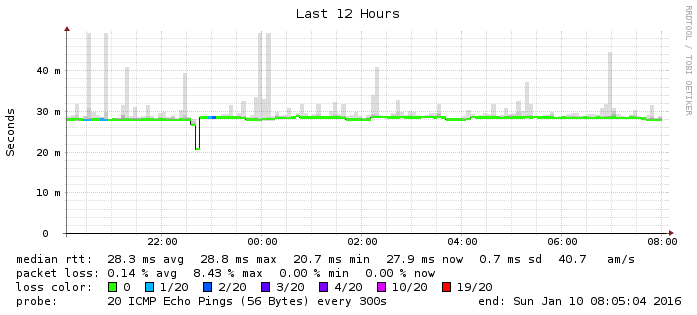 Last 12 Hours
RRDTOOL / TOBI OETIKER
Seconds
40 m
30 m
20 m
10 m
0
22:00 00:00 02:00 04:00 06:00 08:00
median rtt: 28.3 ms avg 28.8 ms max 20.7 ms min 27.9 ms now 0.7 ms sd 40.7 am/s
packet loss: 0.14 % avg 8.43 % max 0.00 % min 0.00 % now
loss color: 0 1/20 2/20 3/20 4/20 10/20 19/20
probe: 20 ICMP Echo Pings (56 Bytes) every 300s end: Sun Jan 10 08:05:04 2016